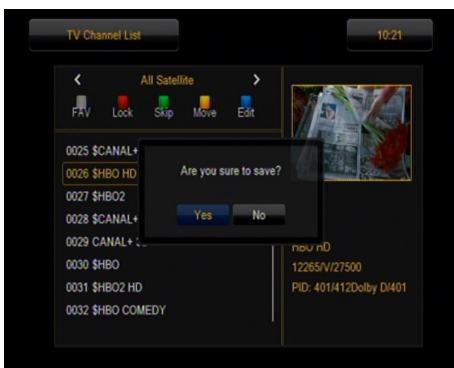 TV Channel List
10:21
All Satellite
FAV Lock Skip Move Edit
0025 $CANAL+
0026 $HBO HD
0027 $HBO2
0028 $CANAL+
0029 CANAL+
0030 $HBO
0031 $HBO2 HD
0032 $HBO COMEDY
Are you sure to save?
Yes No
HBO HD
12265/V/27500
PID: 401/412Dolby D/401